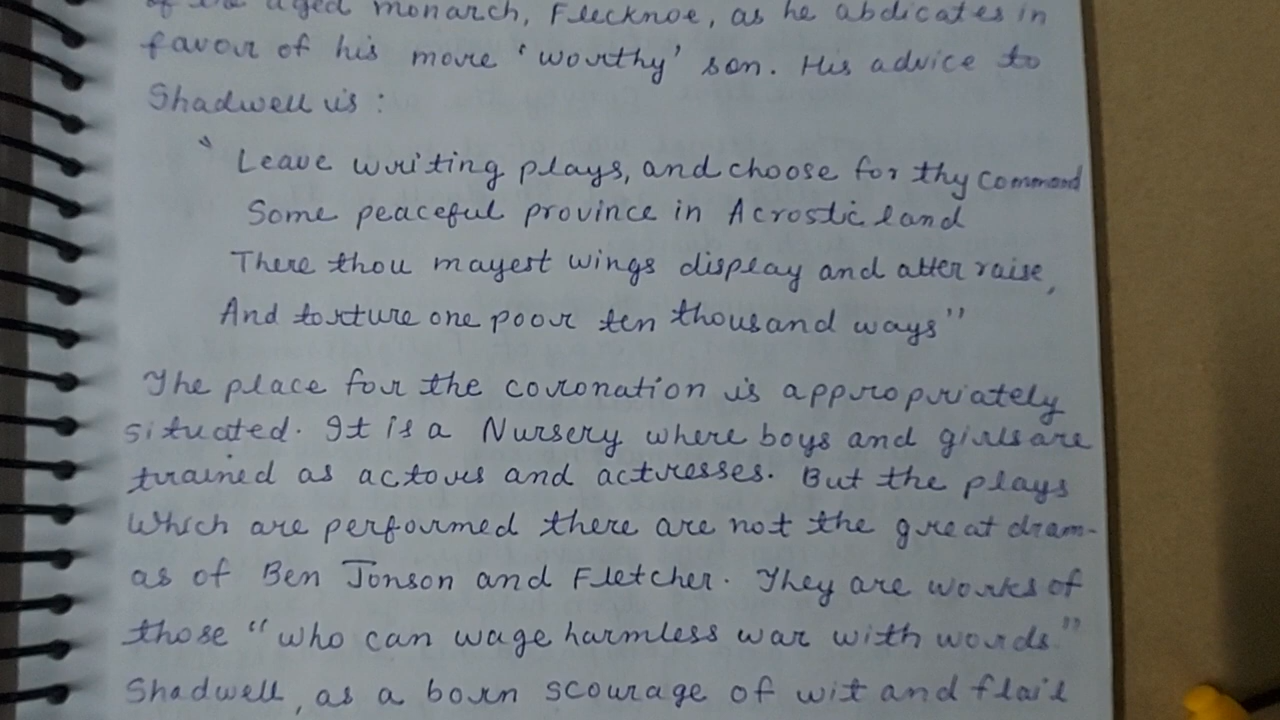 of the aged monarch, Flecknoe, as he abdicates in
favour of his more 'worthy' son. His advice to
Shadwell is:
" Leave writing plays, and choose for thy command
Some peaceful province in Acrostic land
There thou mayest wings display and alter raise,
And torture one poor ten thousand ways"
The place for the coronation is appropriately
situated. It is a Nursery where boys and girls are
trained as actors and actresses. But the plays
Which are performed there are not the great dram-
as of Ben Jonson and Fletcher. They are works of
those "who can wage harmless war with words"
Shadwell, as a born scourage of wit and flail